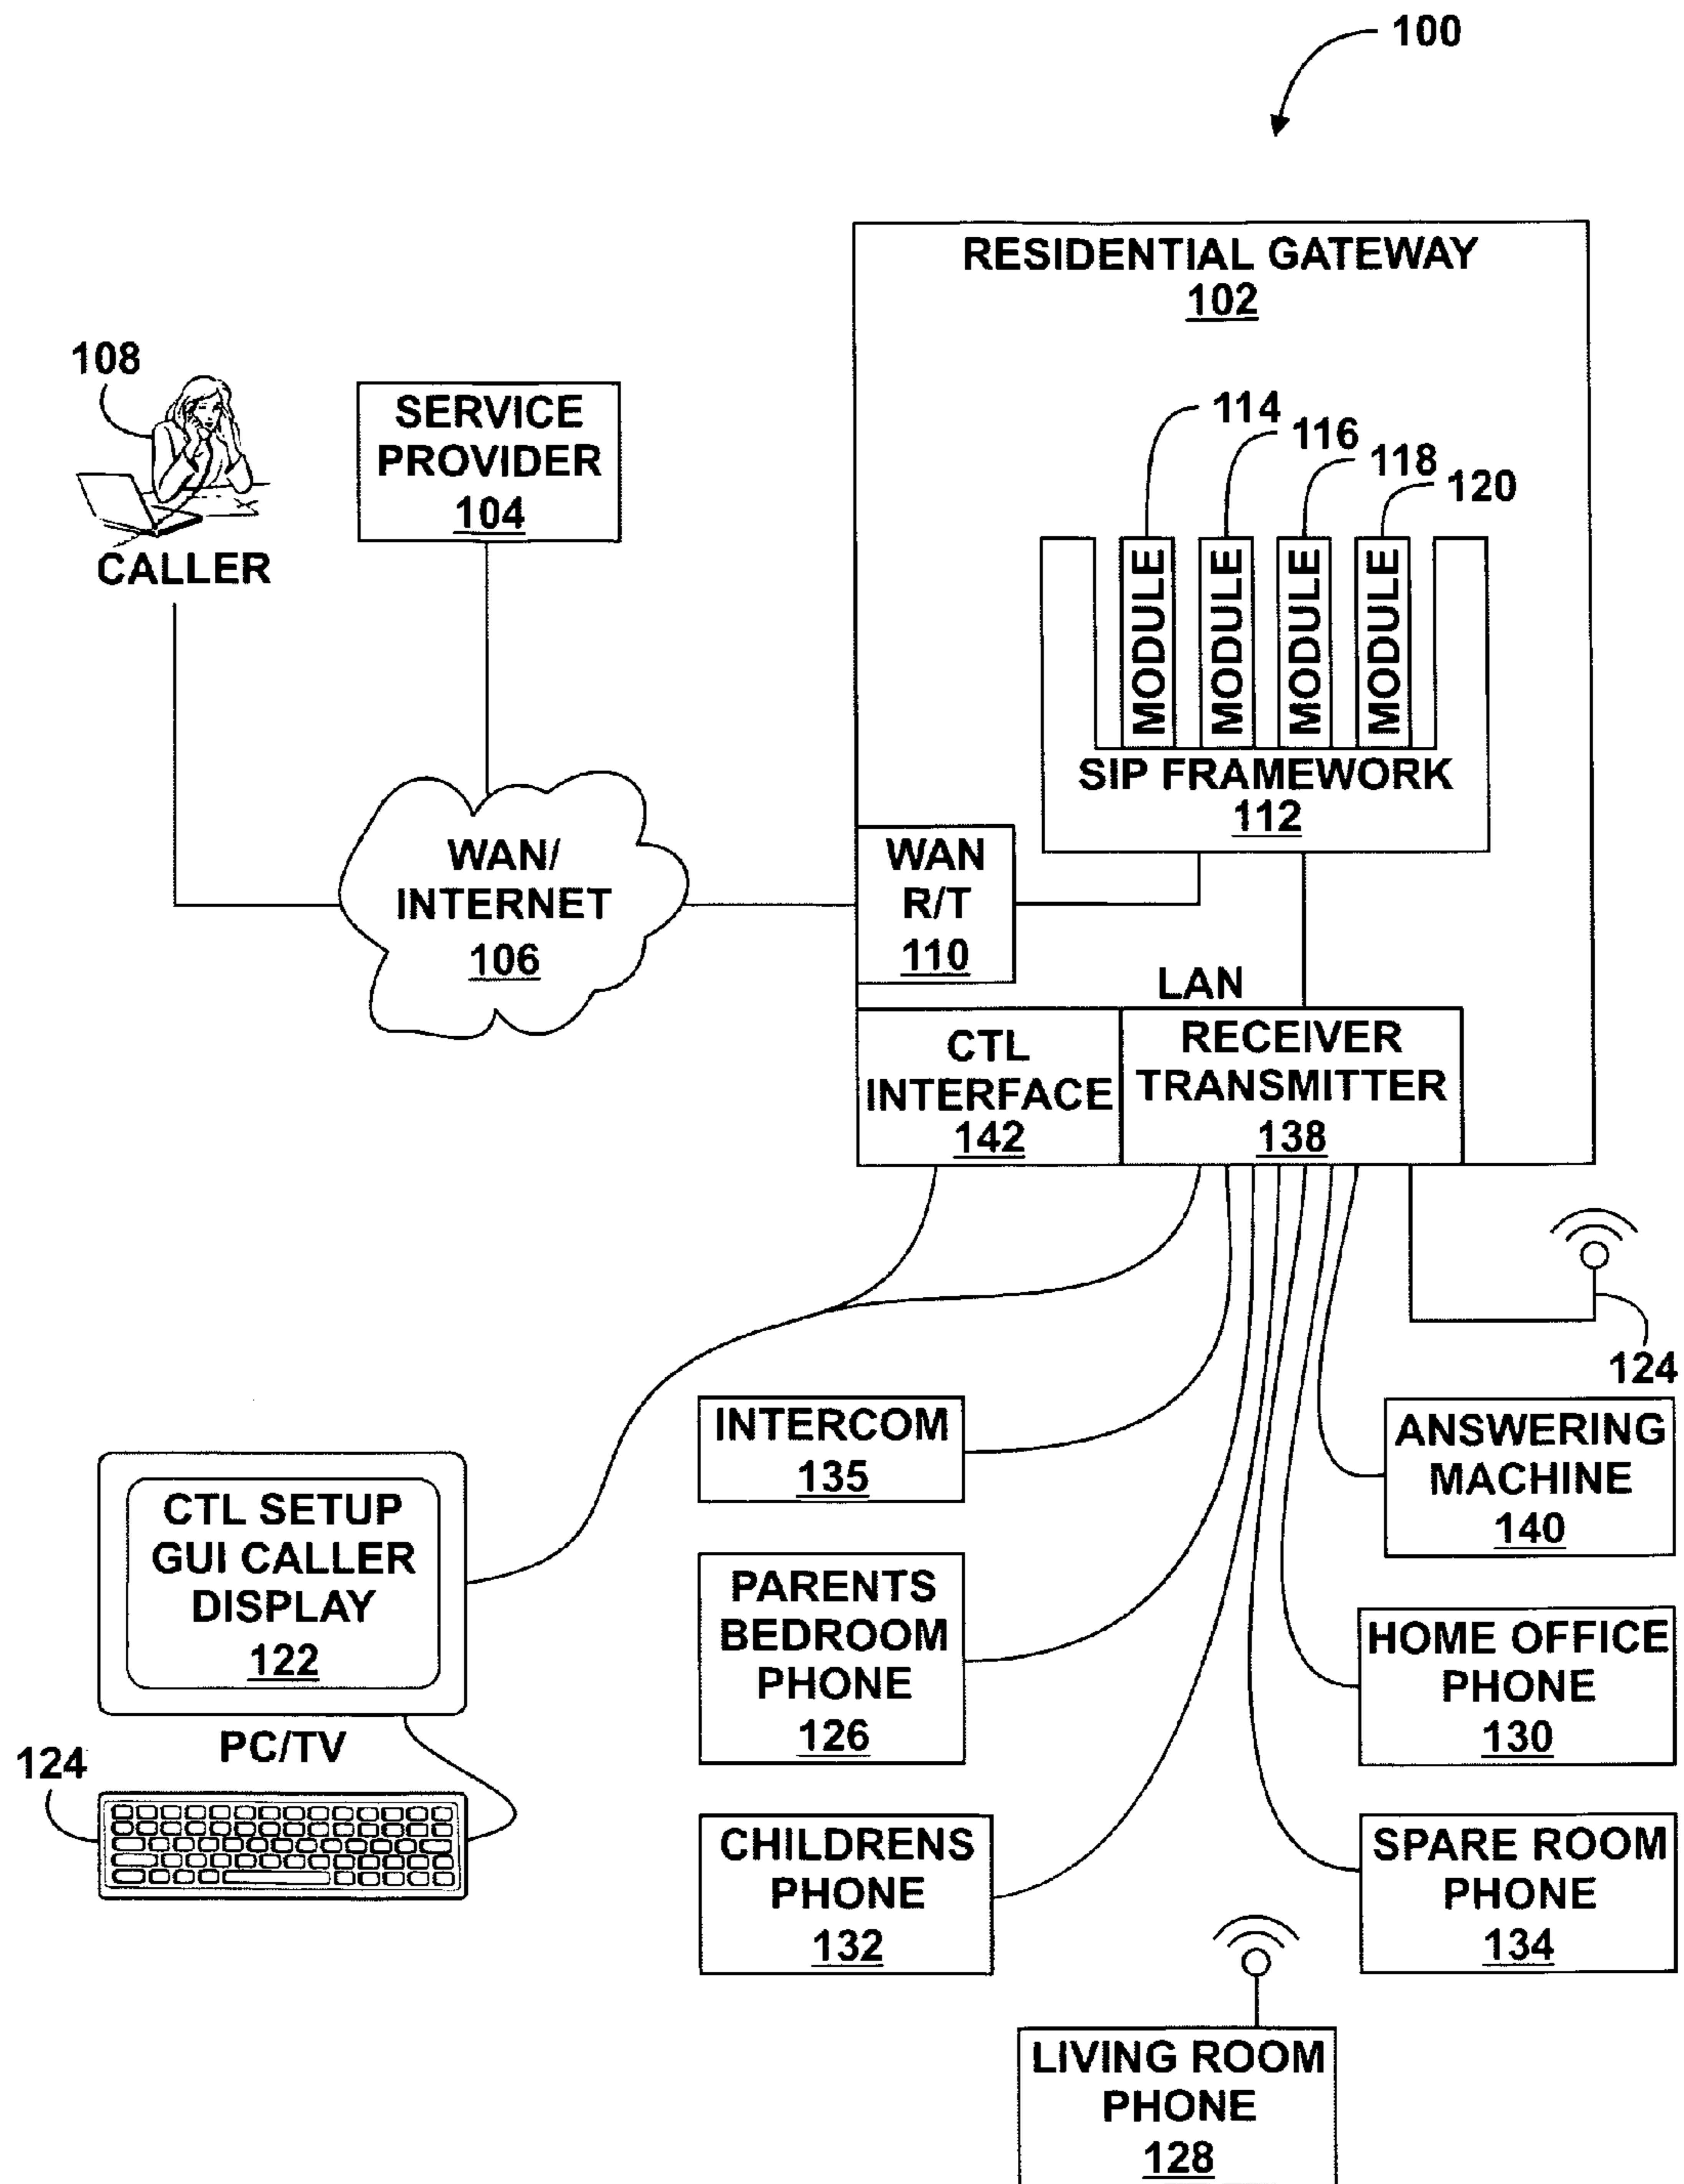 100
RESIDENTIAL GATEWAY
102
108
CALLER
SERVICE
PROVIDER
104
114
116
118
120
MODULE
MODULE
MODULE
MODULE
SIP FRAMEWORK
112
WAN/
INTERNET
106
WAN
R/T
110
LAN
CTL
INTERFACE
142
RECEIVER
TRANSMITTER
138
124
INTERCOM
135
ANSWERING
MACHINE
140
CTL SETUP
GUI CALLER
DISPLAY
122
PC/TV
124
PARENTS
BEDROOM
PHONE
126
HOME OFFICE
PHONE
130
CHILDRENS
PHONE
132
SPARE ROOM
PHONE
134
LIVING ROOM
PHONE
128